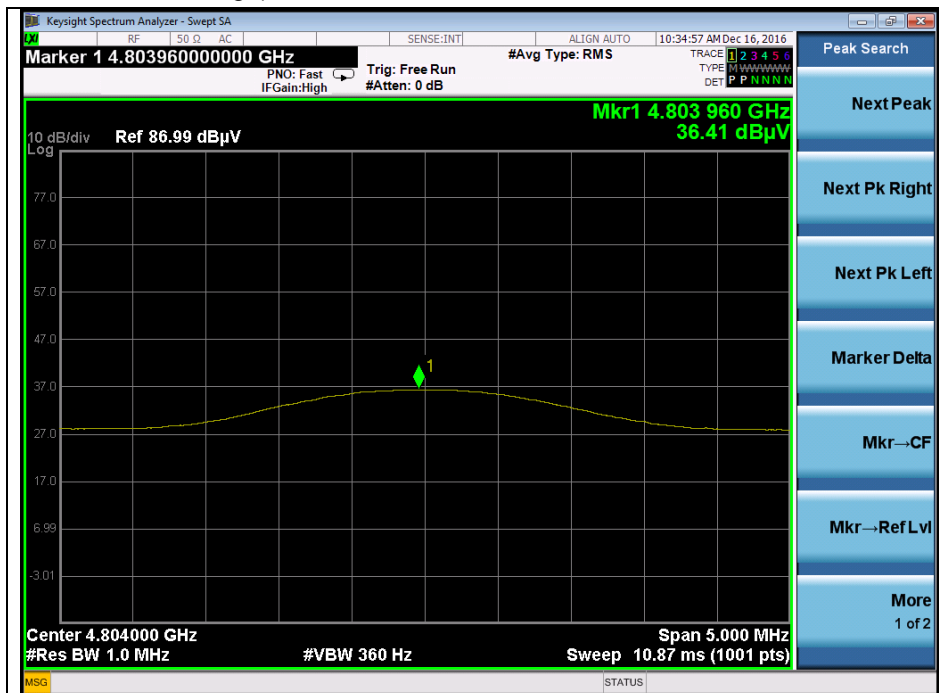 Keysight Spectrum Analyzer - Swept SA
LXI RF 50 Ω AC SENSE:INT ALIGN AUTO 10:34:57 AM Dec 16, 2016
Marker 1 4.803960000000 GHz #Avg Type: RMS TRACE 1 2 3 4 5 6
PNO: Fast Trig: Free Run TYPE M WWWWW
IFGain:High #Atten: 0 dB DET P P N N N N
Peak Search
Mkr1 4.803 960 GHz
10 dB/div Ref 86.99 dBµV 36.41 dBµV
Log
77.0
67.0
57.0
47.0
37.0
27.0
17.0
6.99
-3.01
1
Center 4.804000 GHz Span 5.000 MHz
#Res BW 1.0 MHz #VBW 360 Hz Sweep 10.87 ms (1001 pts)
MSG STATUS
Next Peak
Next Pk Right
Next Pk Left
Marker Delta
Mkr→CF
Mkr→Ref Lvl
More
1 of 2